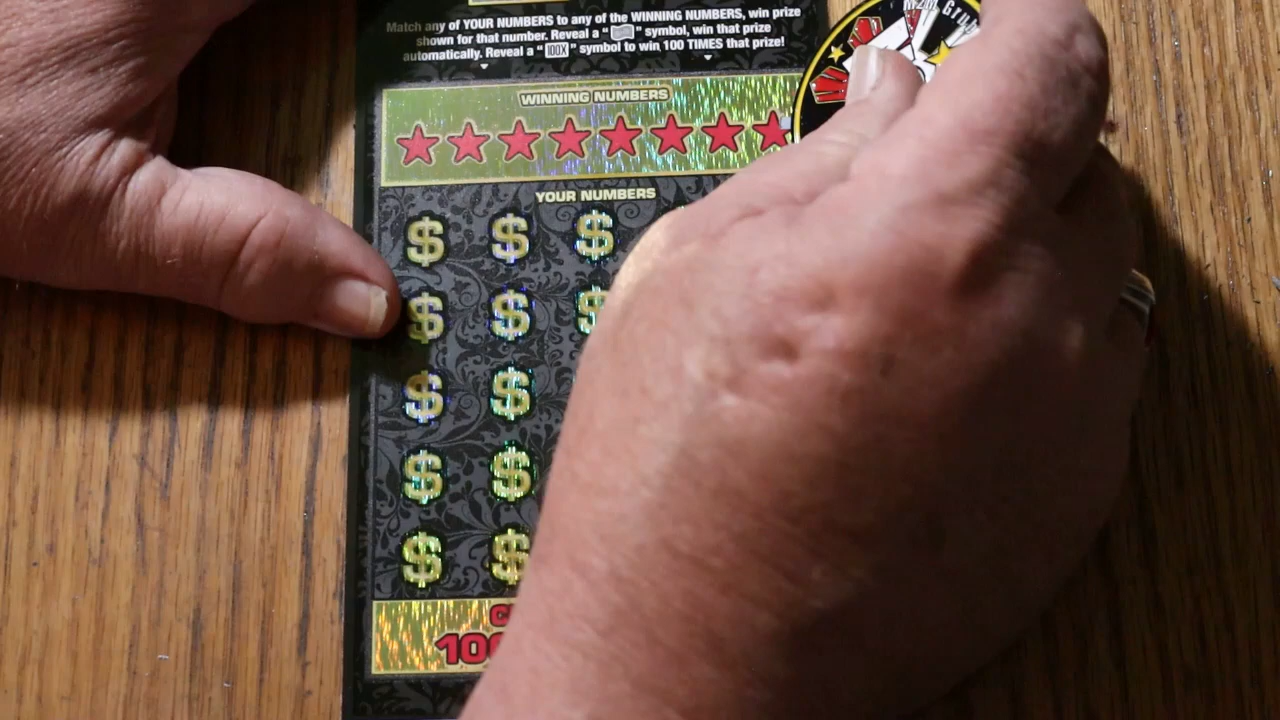 Match any of YOUR NUMBERS to any of the WINNING NUMBERS, win prize
shown for that number. Reveal a " " symbol, win that prize
automatically. Reveal a "100X" symbol to win 100 TIMES that prize!
WINNING NUMBERS
YOUR NUMBERS
$ $ $
$ $ $
$ $
$ $
$ $